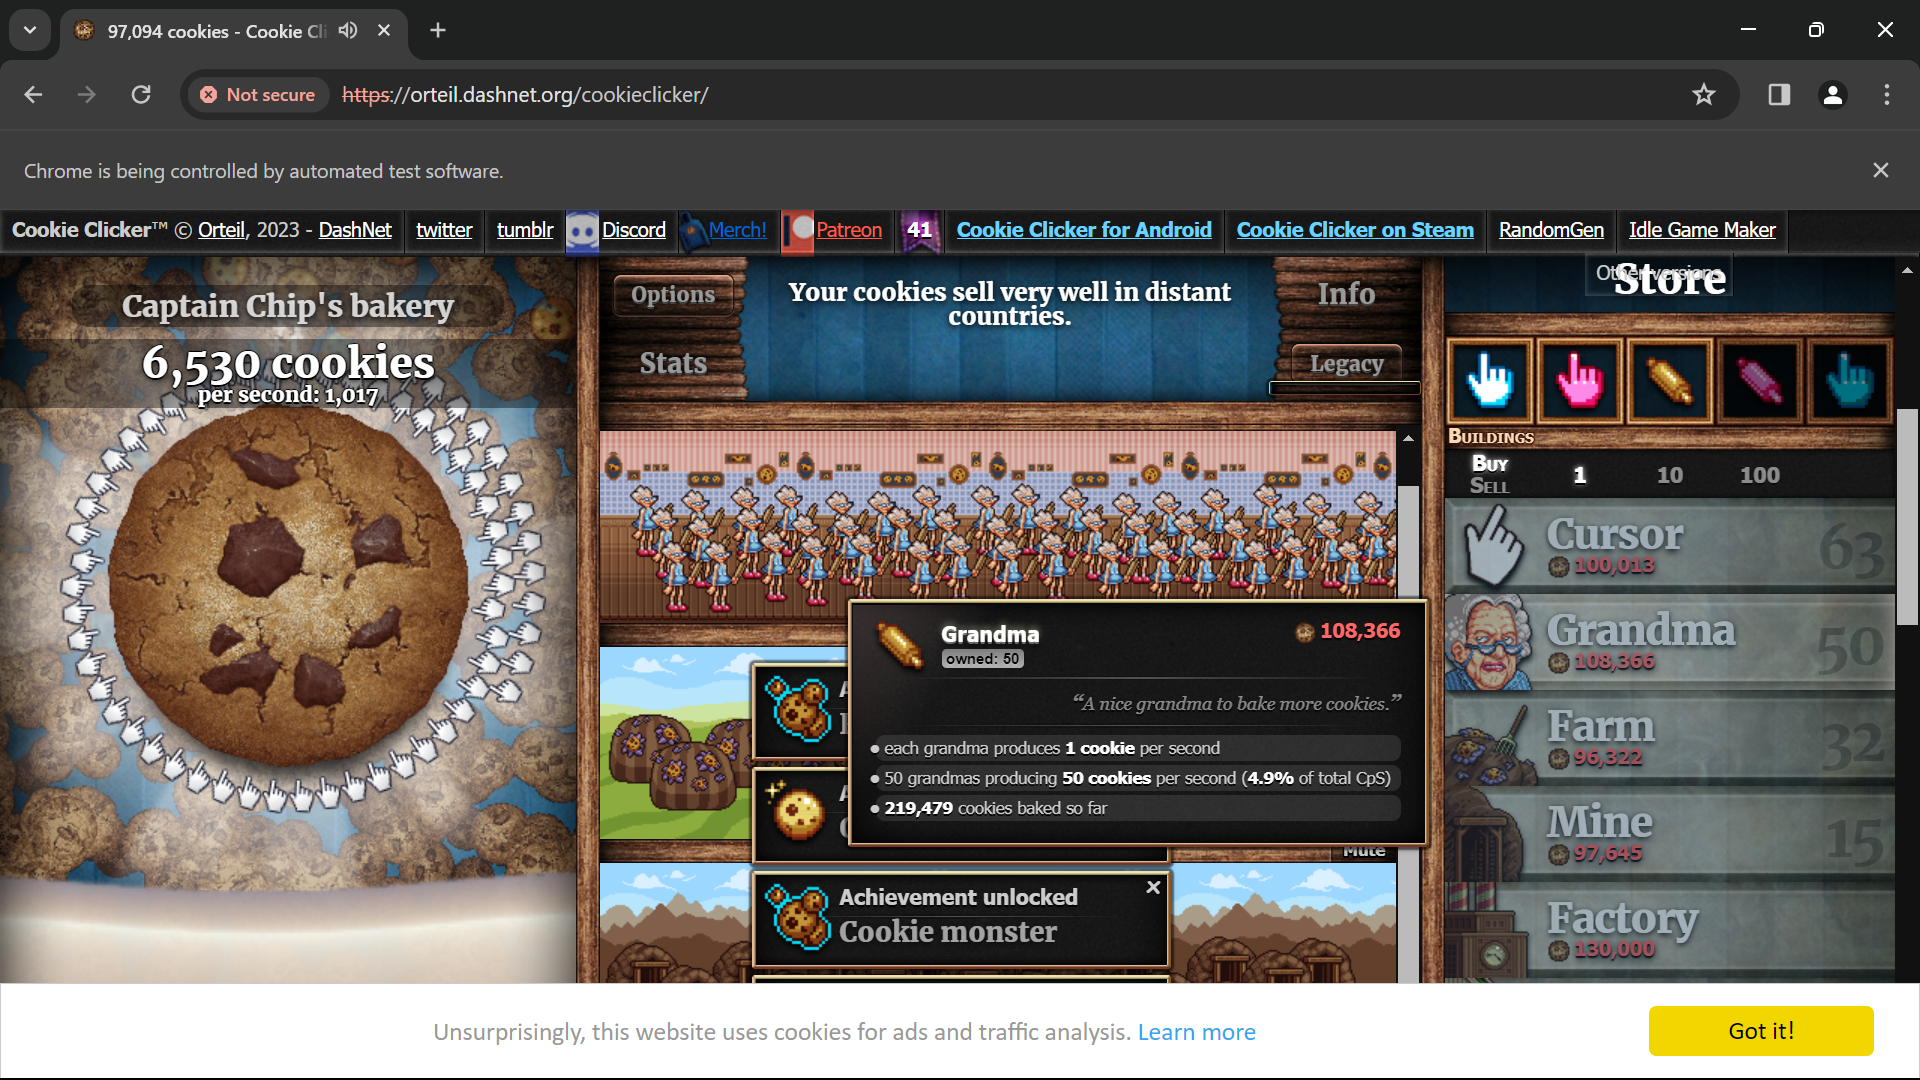 97,094 cookies - Cookie Cli
Not secure
https://orteil.dashnet.org/cookieclicker/
Chrome is being controlled by automated test software.
Cookie Clicker™ © Orteil, 2023 - DashNet
twitter
tumblr
Discord
Merch!
Patreon
41
Cookie Clicker for Android
Cookie Clicker on Steam
RandomGen
Idle Game Maker
Captain Chip's bakery
6,530 cookies
per second: 1,017
Options
Stats
Your cookies sell very well in distant
countries.
Info
Legacy
Other versions
Store
Buildings
Buy
Sell
1
10
100
Cursor
100,013
63
Grandma
108,366
50
Farm
96,322
32
Mine
97,645
15
Factory
130,000
Grandma
owned: 50
108,366
“A nice grandma to bake more cookies.”
• each grandma produces 1 cookie per second
• 50 grandmas producing 50 cookies per second (4.9% of total CpS)
• 219,479 cookies baked so far
Mute
Achievement unlocked
Cookie monster
Unsurprisingly, this website uses cookies for ads and traffic analysis. Learn more
Got it!